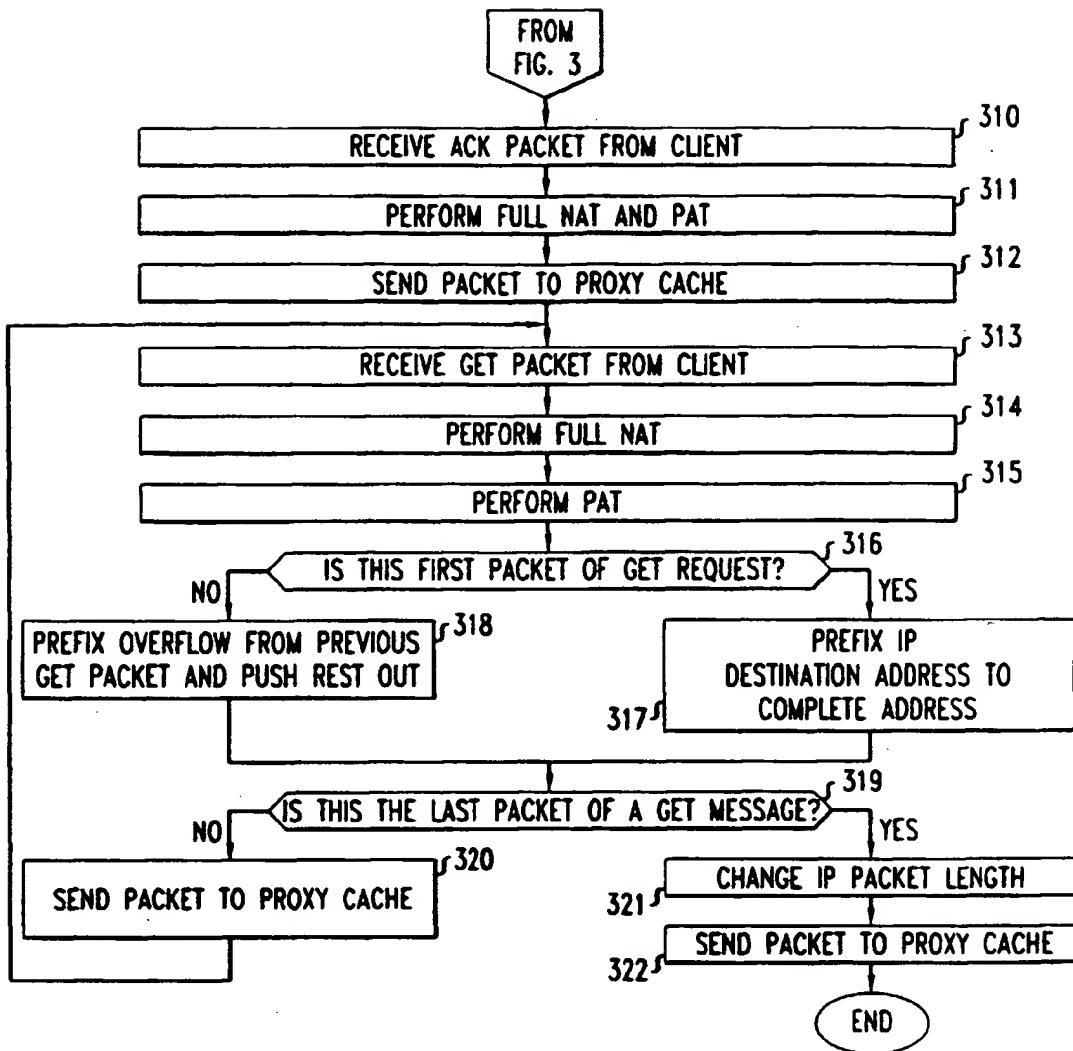 FROM
FIG. 3
310
RECEIVE ACK PACKET FROM CLIENT
311
PERFORM FULL NAT AND PAT
312
SEND PACKET TO PROXY CACHE
313
RECEIVE GET PACKET FROM CLIENT
314
PERFORM FULL NAT
315
PERFORM PAT
316
IS THIS FIRST PACKET OF GET REQUEST?
NO
YES
318
PREFIX OVERFLOW FROM PREVIOUS
GET PACKET AND PUSH REST OUT
PREFIX IP
DESTINATION ADDRESS TO
COMPLETE ADDRESS
317
319
IS THIS THE LAST PACKET OF A GET MESSAGE?
NO
YES
320
SEND PACKET TO PROXY CACHE
CHANGE IP PACKET LENGTH
321
SEND PACKET TO PROXY CACHE
322
END